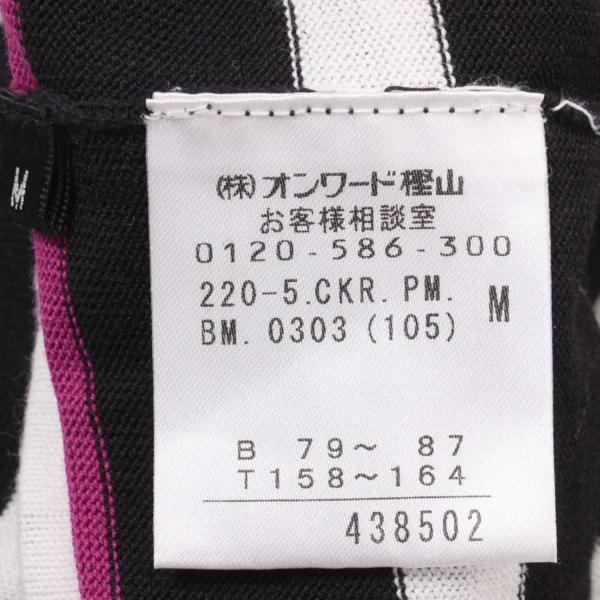 (株)オンワード樫山
お客様相談室
0120-586-300
220-5.CKR.PM. M
BM.0303(105)
B 79～ 87
T158～164
438502